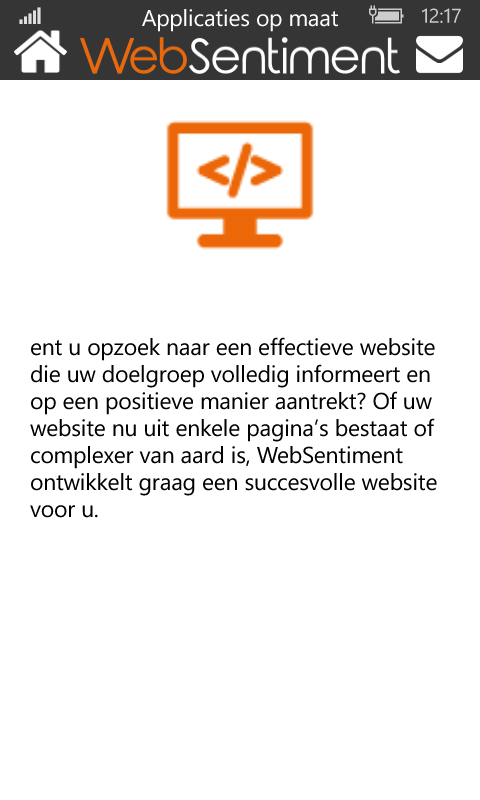 Applicaties op maat
12:17
WebSentiment
</>
ent u opzoek naar een effectieve website
die uw doelgroep volledig informeert en
op een positieve manier aantrekt? Of uw
website nu uit enkele pagina’s bestaat of
complexer van aard is, WebSentiment
ontwikkelt graag een succesvolle website
voor u.